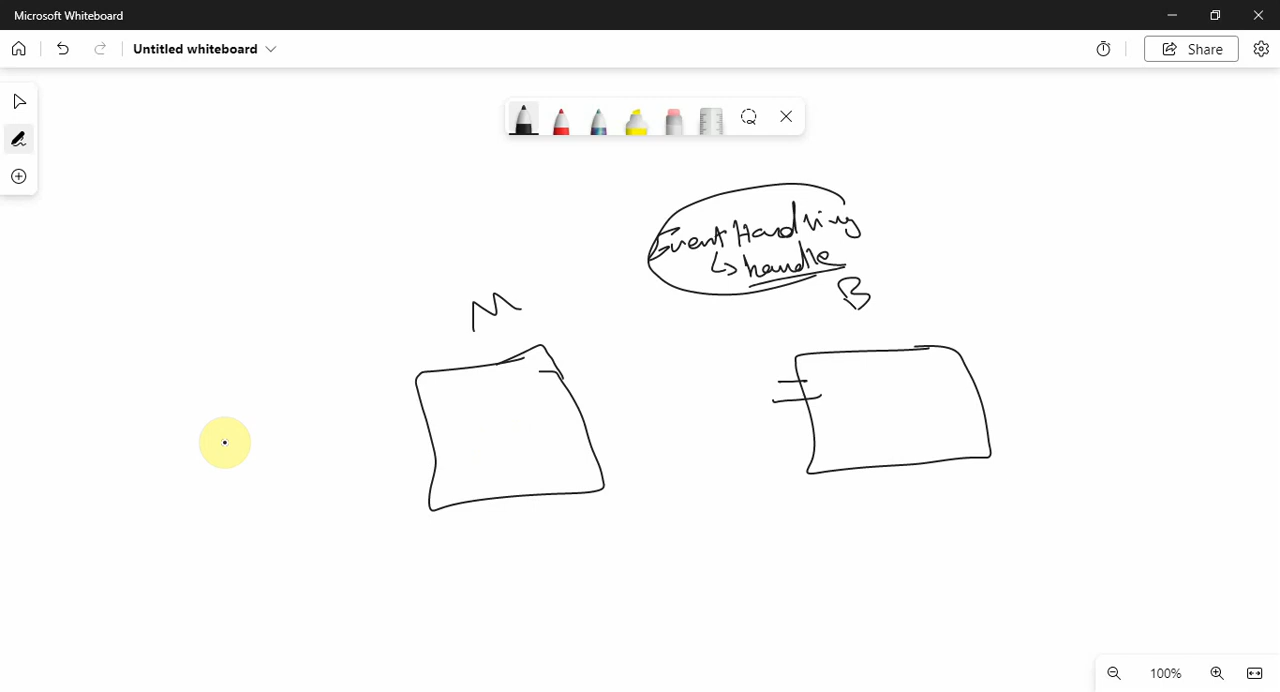 Microsoft Whiteboard
Untitled whiteboard
Share
Event Handling
↳ handle
M
B
100%